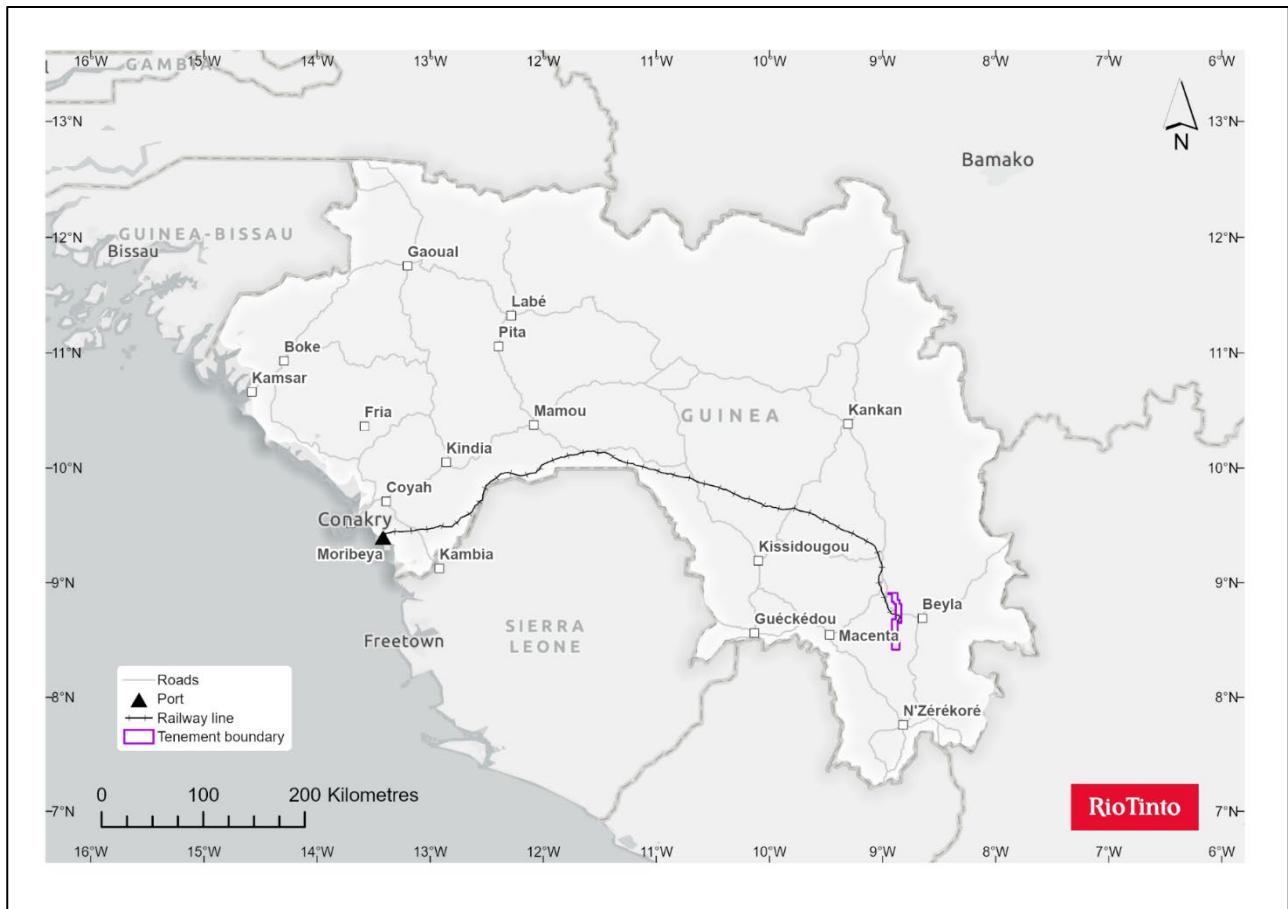 16°W 15°W 14°W 13°W 12°W 11°W 10°W 9°W 8°W 7°W 6°W
GAMBIA
13°N 13°N
N
Bamako
12°N 12°N
GUINEA-BISSAU
Bissau
Gaoual
Labé
Pita
11°N 11°N
Boke
Kamsar
Fria
Mamou
GUINEA
Kankan
Kindia
10°N 10°N
Coyah
Conakry
Moribeya
Kambia
Kissidougou
9°N 9°N
Beyla
Guéckédou
Macenta
SIERRA
LEONE
Freetown
8°N 8°N
N'Zérékoré
Roads
Port
Railway line
Tenement boundary
0 100 200 Kilometres
RioTinto
7°N 7°N
16°W 15°W 14°W 13°W 12°W 11°W 10°W 9°W 8°W 7°W 6°W